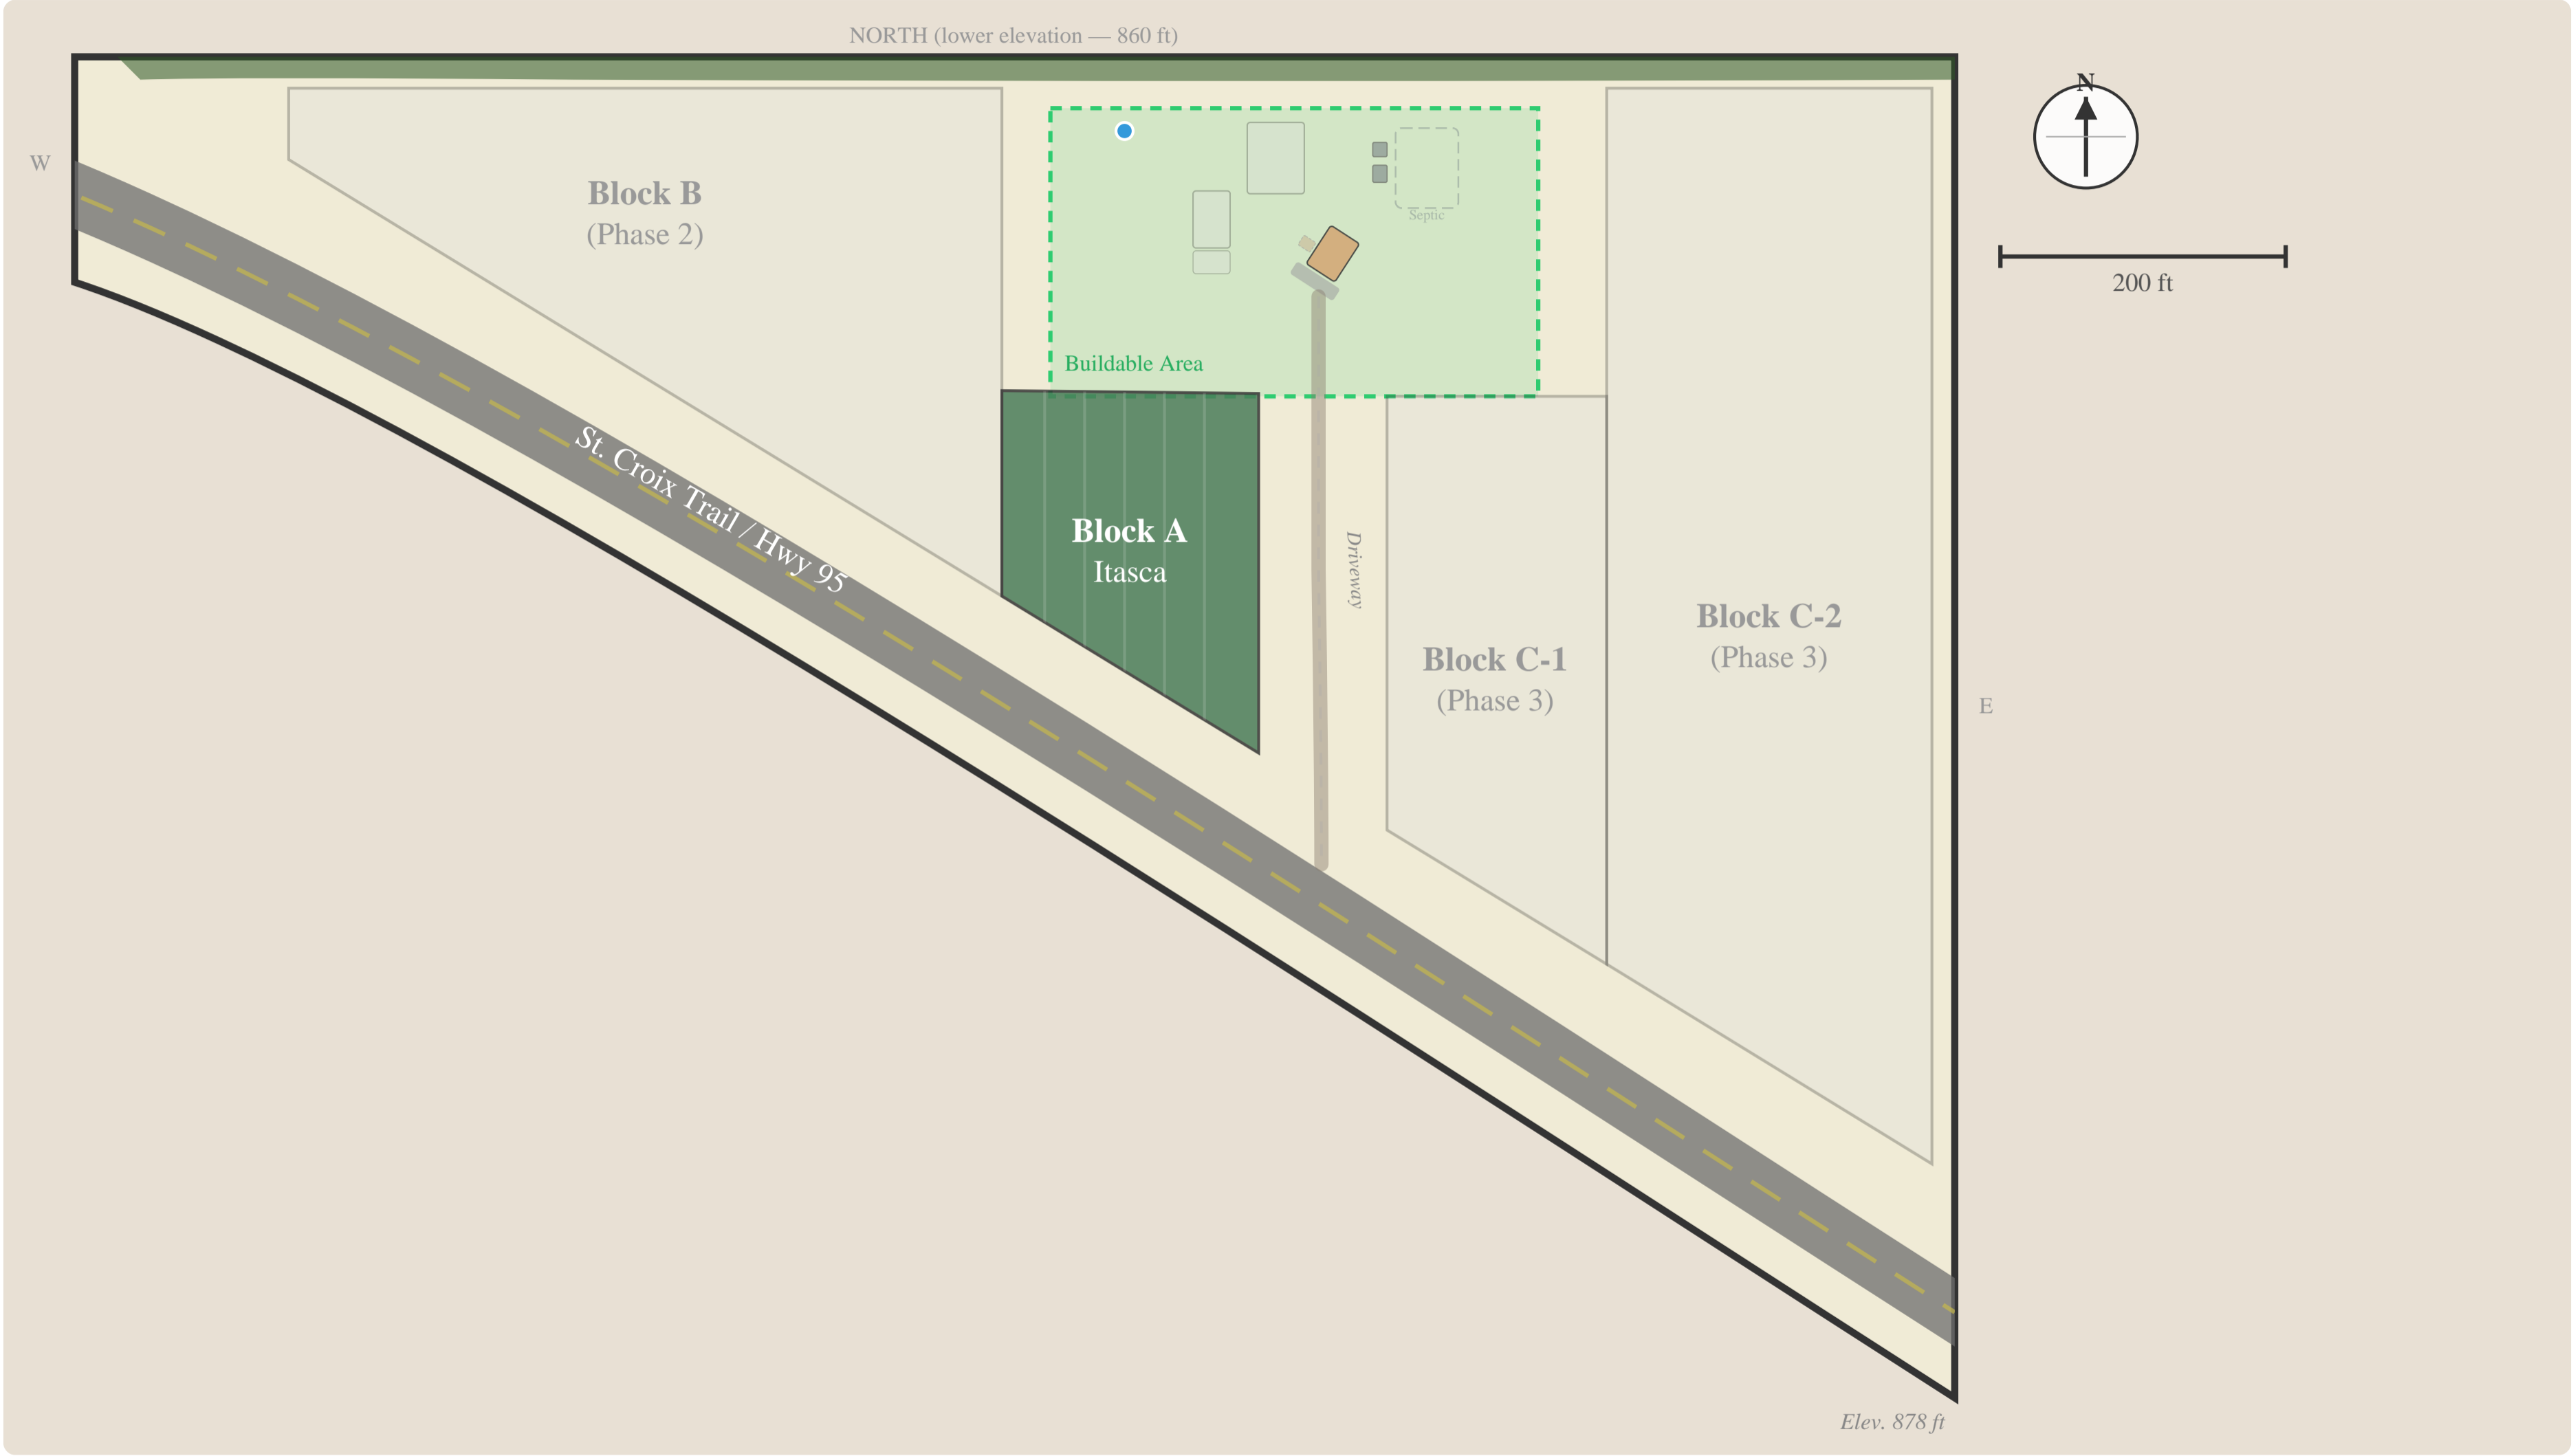 NORTH (lower elevation — 860 ft)
N
W
Block B
(Phase 2)
Septic
200 ft
Buildable Area
St. Croix Trail / Hwy 95
Block A
Itasca
Driveway
Block C-1
(Phase 3)
Block C-2
(Phase 3)
E
Elev. 878 ft